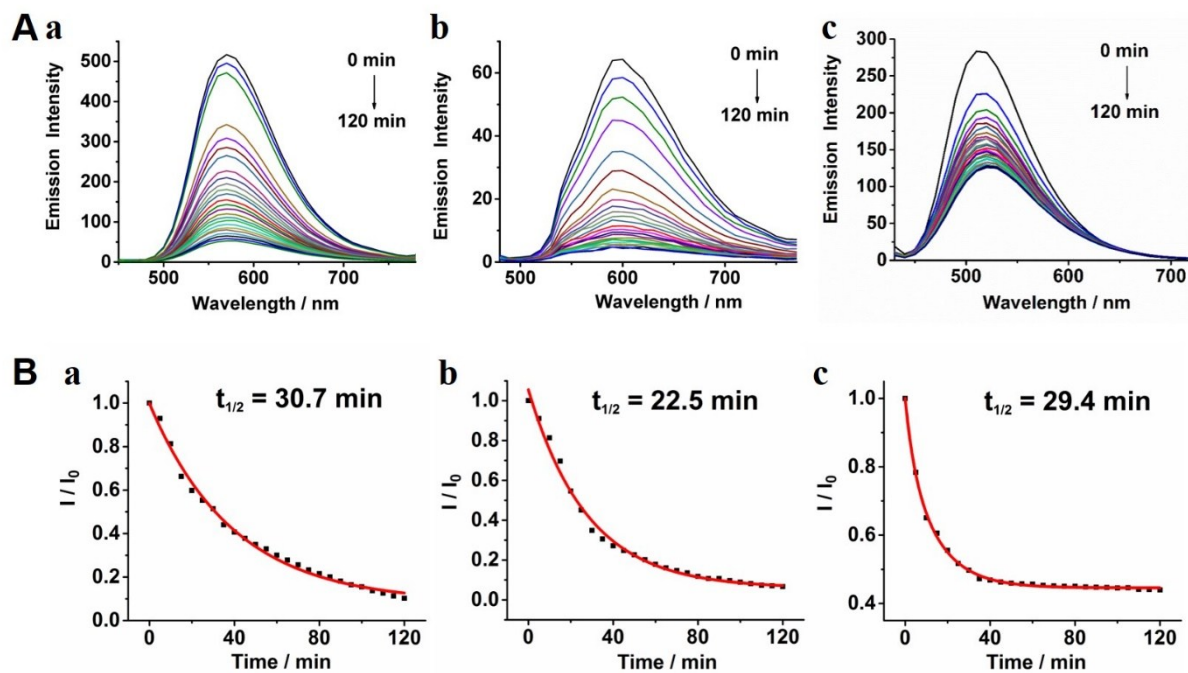 A a
Emission Intensity
500
400
300
200
100
0
500
600
700
Wavelength / nm
0 min
120 min
b
Emission Intensity
60
40
20
0
500
600
700
Wavelength / nm
0 min
120 min
c
Emission Intensity
300
250
200
150
100
50
0
500
600
700
Wavelength / nm
0 min
120 min
B a
t1/2 = 30.7 min
I / I0
1.0
0.8
0.6
0.4
0.2
0.0
0
40
80
120
Time / min
b
t1/2 = 22.5 min
I / I0
1.0
0.8
0.6
0.4
0.2
0.0
0
40
80
120
Time / min
c
t1/2 = 29.4 min
I / I0
1.0
0.8
0.6
0.4
0
40
80
120
Time / min